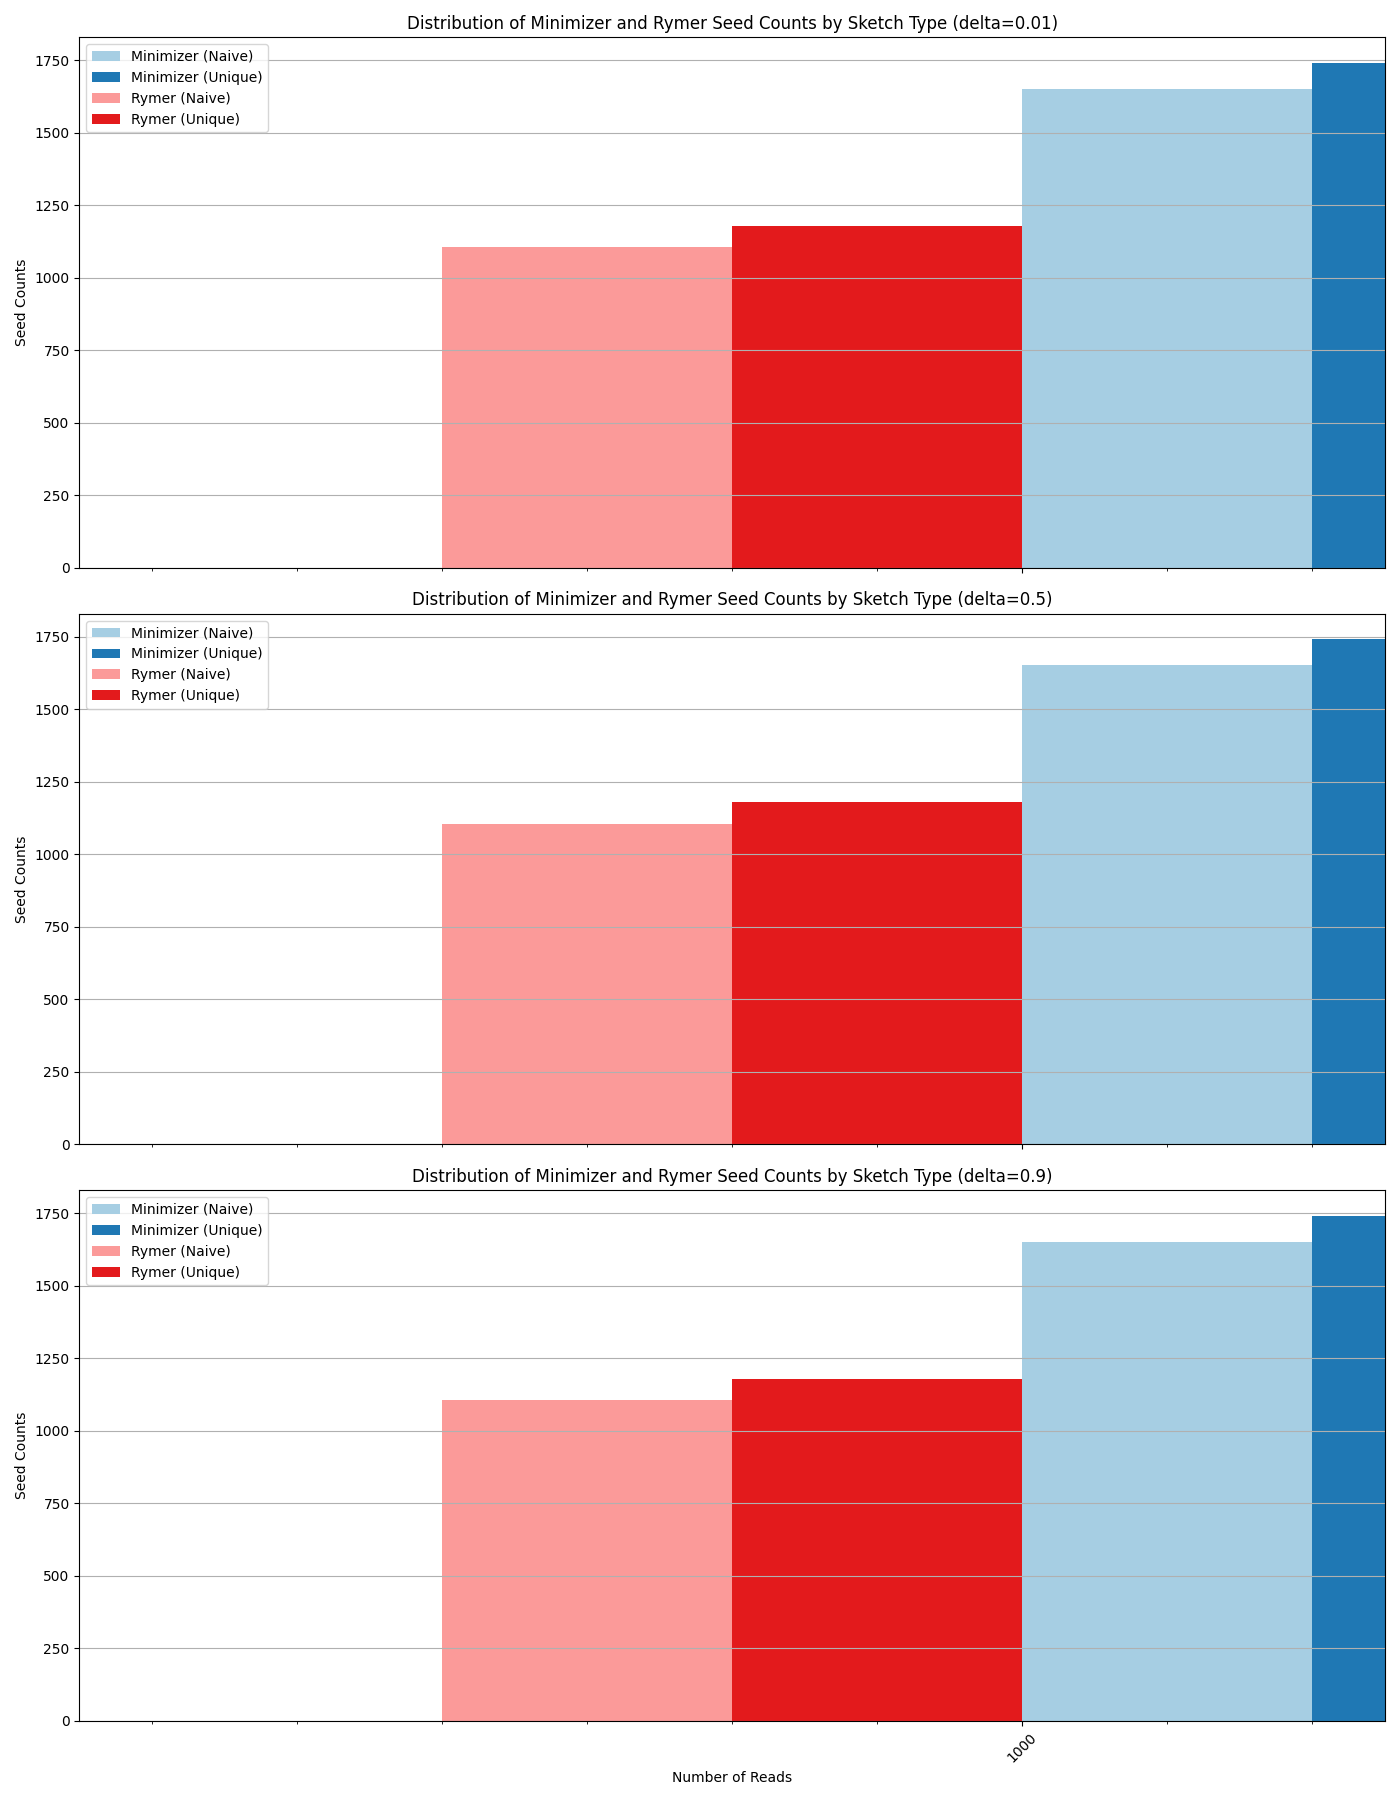 Distribution of Minimizer and Rymer Seed Counts by Sketch Type (delta=0.01)
Minimizer (Naive)
Minimizer (Unique)
Rymer (Naive)
Rymer (Unique)
1750
1500
1250
1000
750
500
250
0
Seed Counts
Distribution of Minimizer and Rymer Seed Counts by Sketch Type (delta=0.5)
Minimizer (Naive)
Minimizer (Unique)
Rymer (Naive)
Rymer (Unique)
1750
1500
1250
1000
750
500
250
0
Seed Counts
Distribution of Minimizer and Rymer Seed Counts by Sketch Type (delta=0.9)
Minimizer (Naive)
Minimizer (Unique)
Rymer (Naive)
Rymer (Unique)
1750
1500
1250
1000
750
500
250
0
Seed Counts
1000
Number of Reads